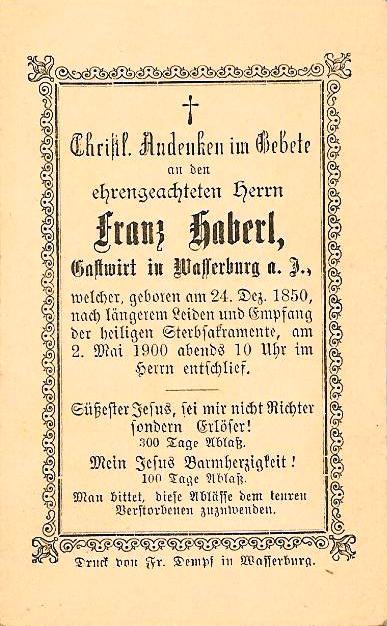 Christl. Andenken im Gebete
an den
ehrengeachteten Herrn
Franz Haberl,
Gastwirt in Wasserburg a. J.,
welcher, geboren am 24. Dez. 1850,
nach längerem Leiden und Empfang
der heiligen Sterbsakramente, am
2. Mai 1900 abends 10 Uhr im
Herrn entschlief.
Süßester Jesus, sei mir nicht Richter
sondern Erlöser!
300 Tage Ablaß.
Mein Jesus Barmherzigkeit!
100 Tage Ablaß.
Man bittet, diese Ablässe dem teuren
Verstorbenen zuzuwenden.
Druck von Fr. Dempf in Wasserburg.